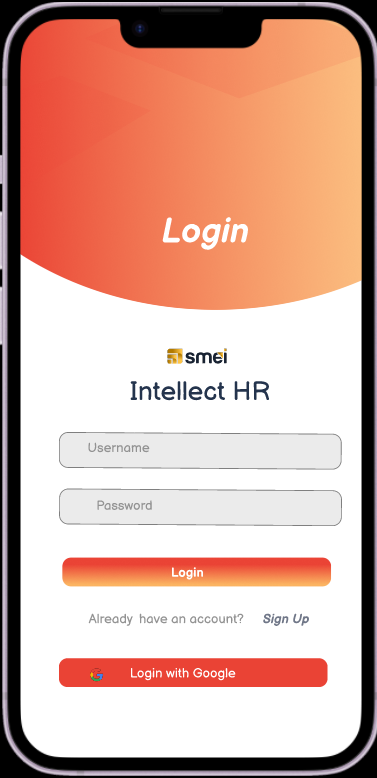 Login
smei
Intellect HR
Username
Password
Login
Already have an account? Sign Up
Login with Google